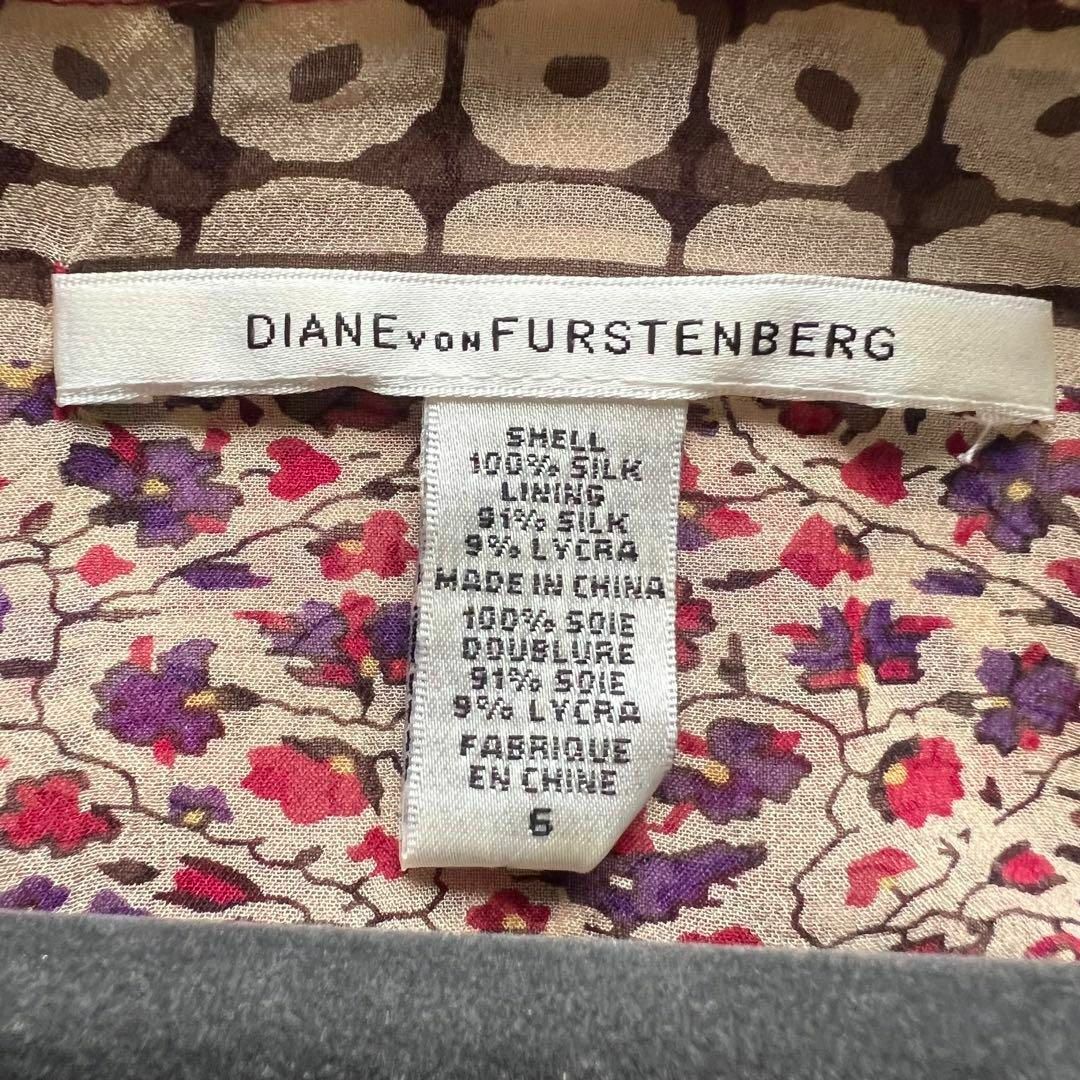 DIANE VON FURSTENBERG
SHELL
100% SILK
LINING
91% SILK
9% LYCRA
MADE IN CHINA
100% SOIE
DOUBLURE
91% SOIE
9% LYCRA
FABRIQUE
EN CHINE
6